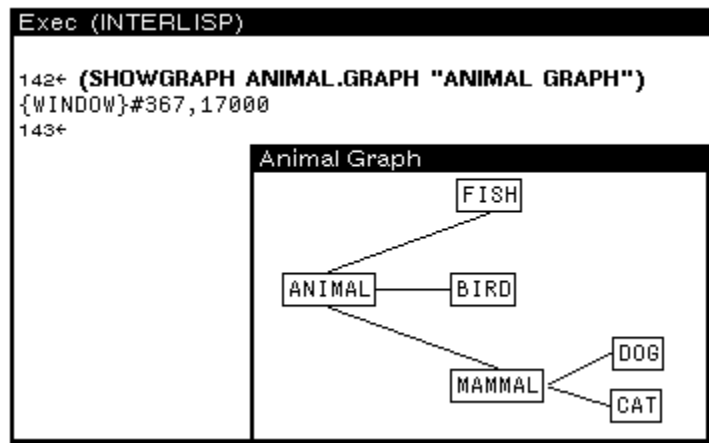 Exec (INTERLISP)
142← (SHOWGRAPH ANIMAL.GRAPH "ANIMAL GRAPH")
{WINDOW}#367,17000
143←
Animal Graph
FISH
ANIMAL
BIRD
DOG
MAMMAL
CAT